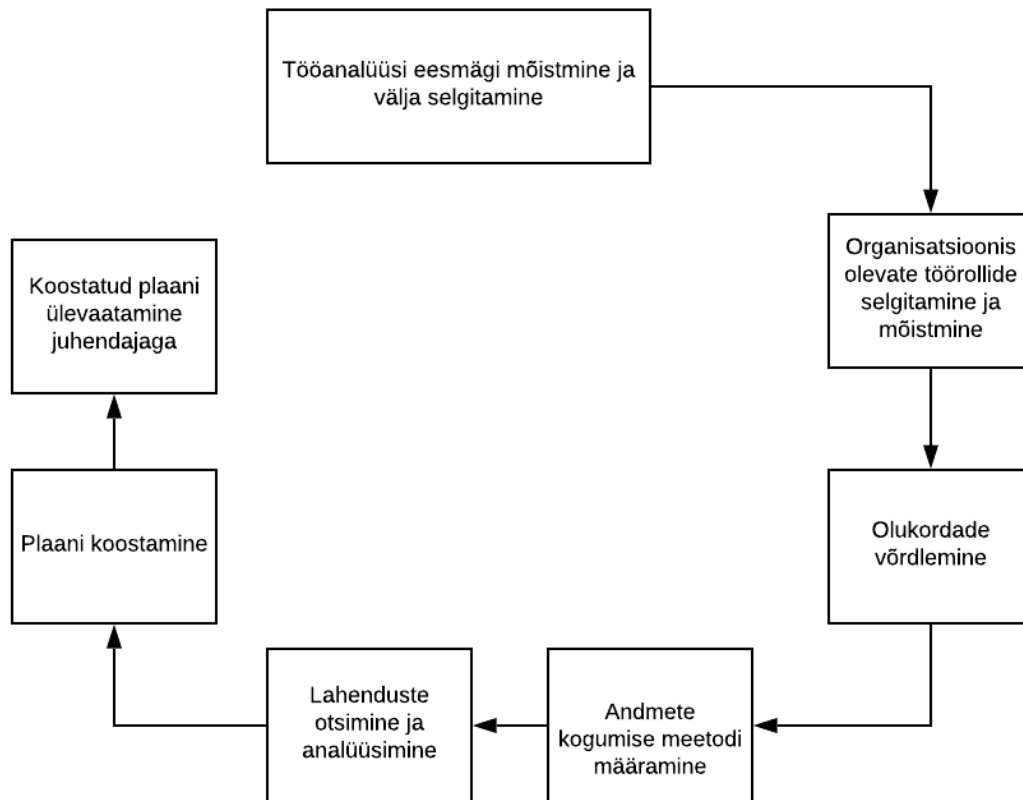 Tööanalüüsi eesmägi mõistmine ja
välja selgitamine
Organisatsioonis
olevate töörollide
selgitamine ja
mõistmine
Olukordade
võrdlemine
Andmete
kogumise meetodi
määramine
Lahenduste
otsimine ja
analüüsimine
Plaani koostamine
Koostatud plaani
ülevaatamine
juhendajaga